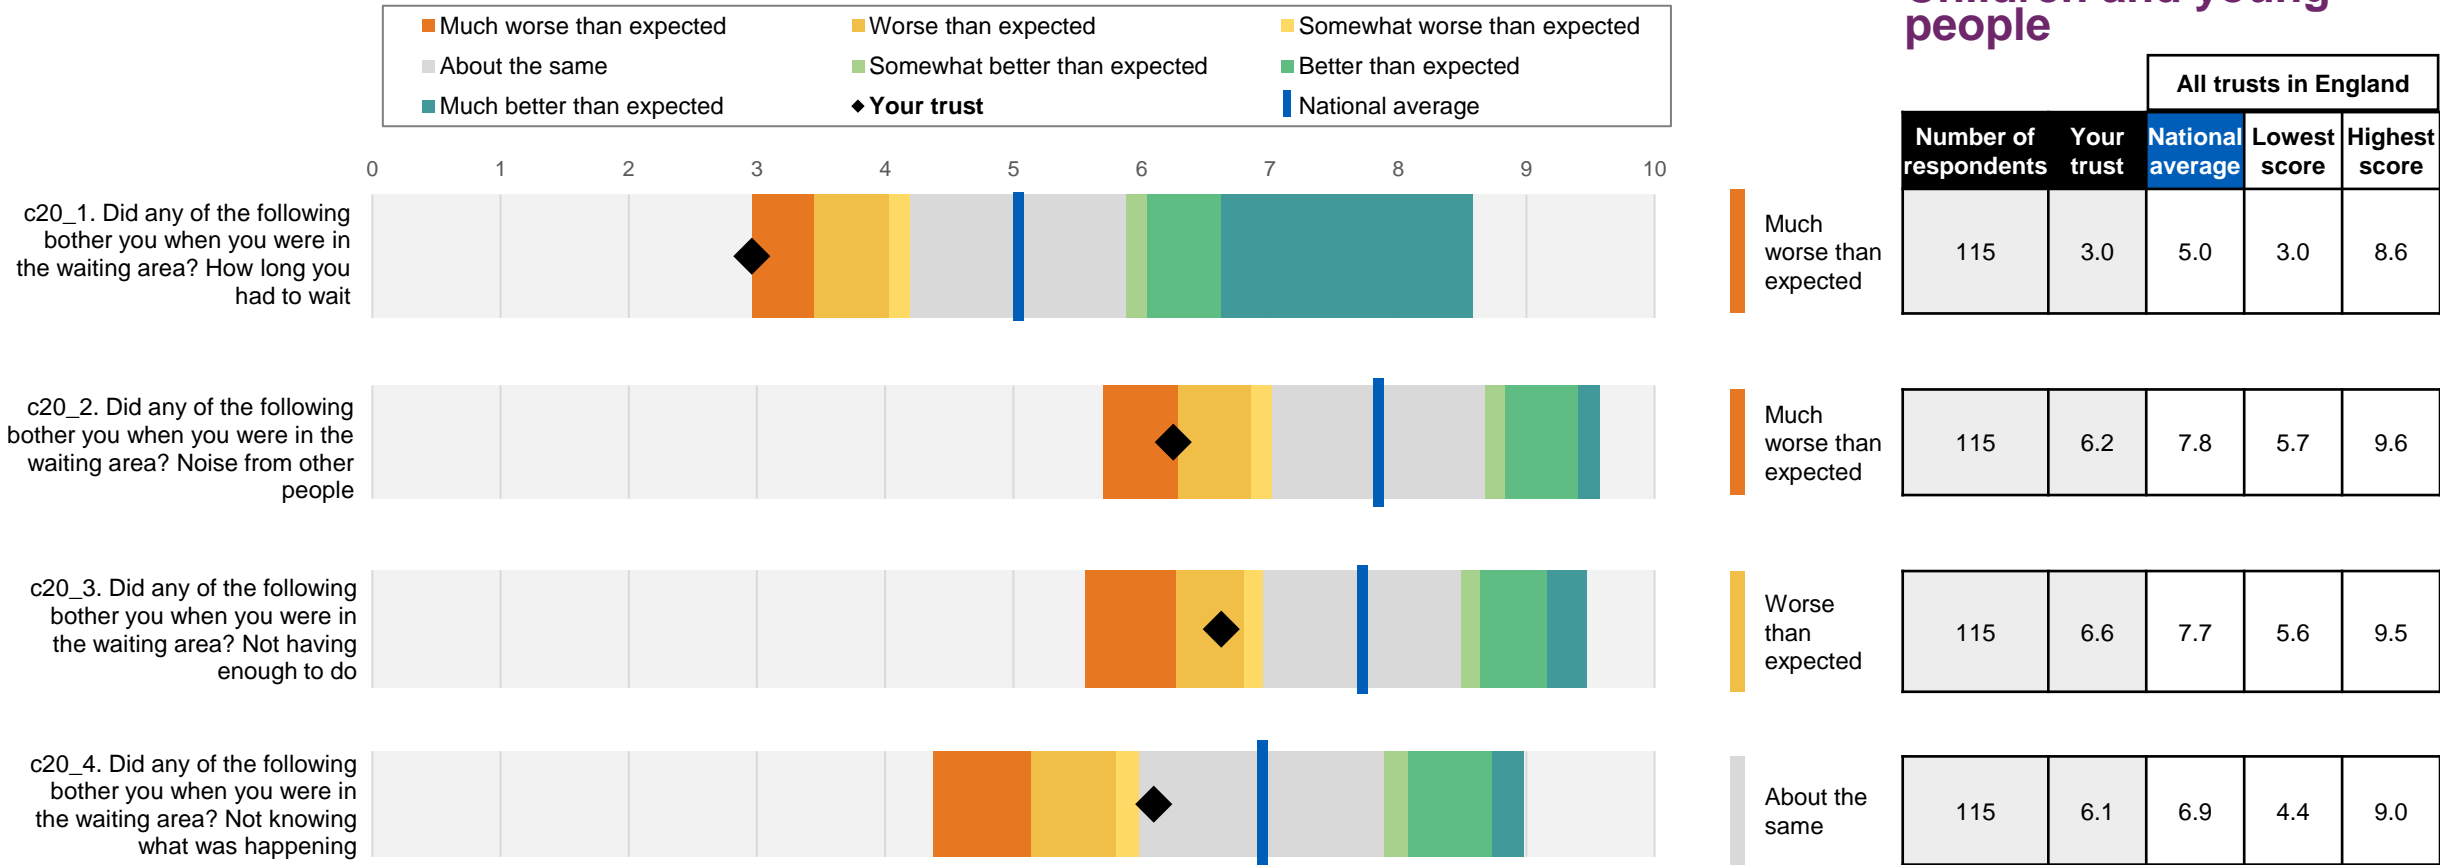 Children and young
people
Much worse than expected
Worse than expected
Somewhat worse than expected
About the same
Somewhat better than expected
Better than expected
Much better than expected
Your trust
National average
All trusts in England
Number of respondents
Your trust
National average
Lowest score
Highest score
0 1 2 3 4 5 6 7 8 9 10
c20_1. Did any of the following
bother you when you were in
the waiting area? How long you
had to wait
Much
worse than
expected
115 3.0 5.0 3.0 8.6
c20_2. Did any of the following
bother you when you were in the
waiting area? Noise from other
people
Much
worse than
expected
115 6.2 7.8 5.7 9.6
c20_3. Did any of the following
bother you when you were in
the waiting area? Not having
enough to do
Worse
than
expected
115 6.6 7.7 5.6 9.5
c20_4. Did any of the following
bother you when you were in
the waiting area? Not knowing
what was happening
About the
same
115 6.1 6.9 4.4 9.0